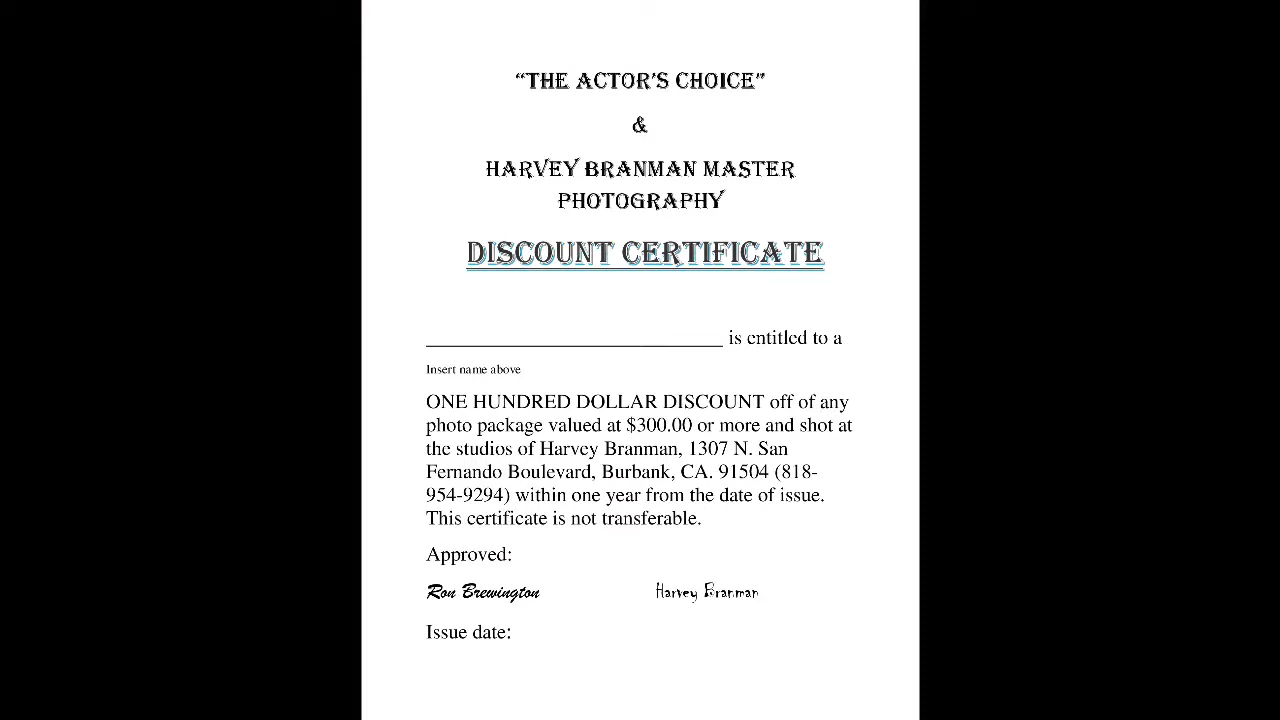 “THE ACTOR’S CHOICE”
&
HARVEY BRANMAN MASTER
PHOTOGRAPHY
DISCOUNT CERTIFICATE
______________________________ is entitled to a
Insert name above
ONE HUNDRED DOLLAR DISCOUNT off of any
photo package valued at $300.00 or more and shot at
the studios of Harvey Branman, 1307 N. San
Fernando Boulevard, Burbank, CA. 91504 (818-
954-9294) within one year from the date of issue.
This certificate is not transferable.
Approved:
Ron Brewington Harvey Branman
Issue date: